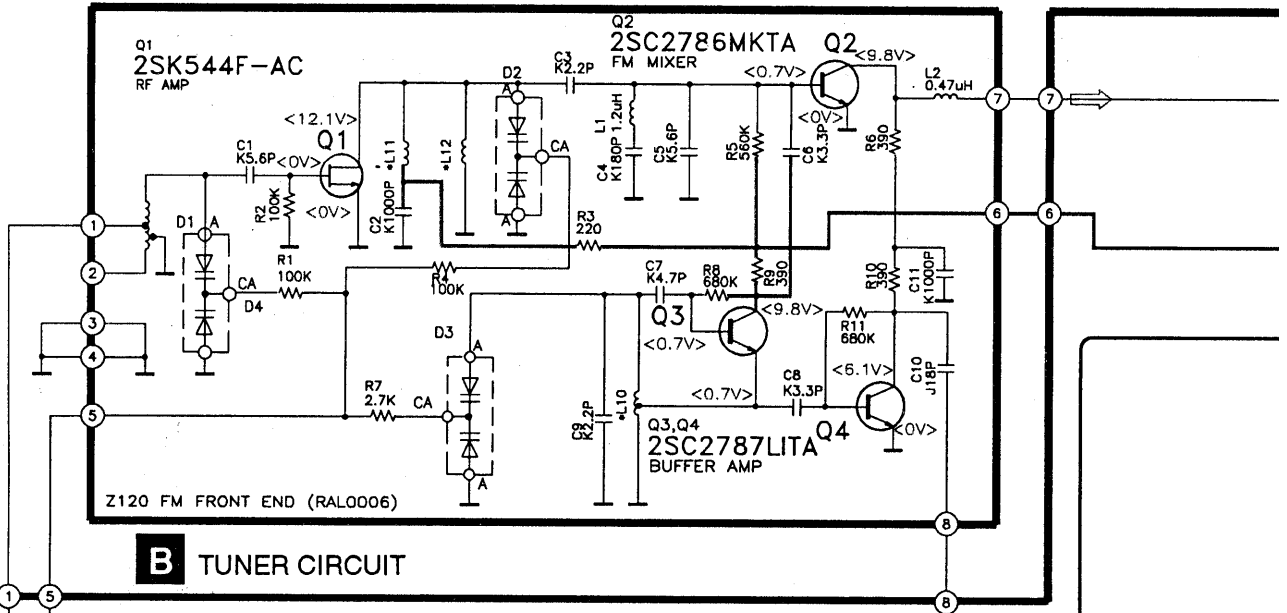 Q1
2SK544F-AC
RF AMP
Q2
2SC2786MKTA
FM MIXER
Q2
<9.8V>
<0.7V>
<0V>
L2
0.47uH
7
7
C3
K2.2P
D2
A
CA
A
<12.1V>
Q1
C1
K5.6P
<0V>
<0V>
R2
100K
*L11
C2
K1000P
*L12
L1
1.2uH
C4
K180P
C5
K5.6P
R5
560K
C6
K3.3P
R6
390
6
6
1
2
3
4
5
D1
A
CA
D4
R1
100K
R4
100K
R3
220
C7
K4.7P
R8
680K
R9
390
Q3
<9.8V>
<0.7V>
<0.7V>
R10
390
C11
K1000P
R11
680K
<6.1V>
C10
J18P
D3
A
CA
A
R7
2.7K
C9
K2.2P
*L10
C8
K3.3P
Q4
<0V>
Q3,Q4
2SC2787LITA
BUFFER AMP
Z120 FM FRONT END (RAL0006)
8
B TUNER CIRCUIT
1
5
8